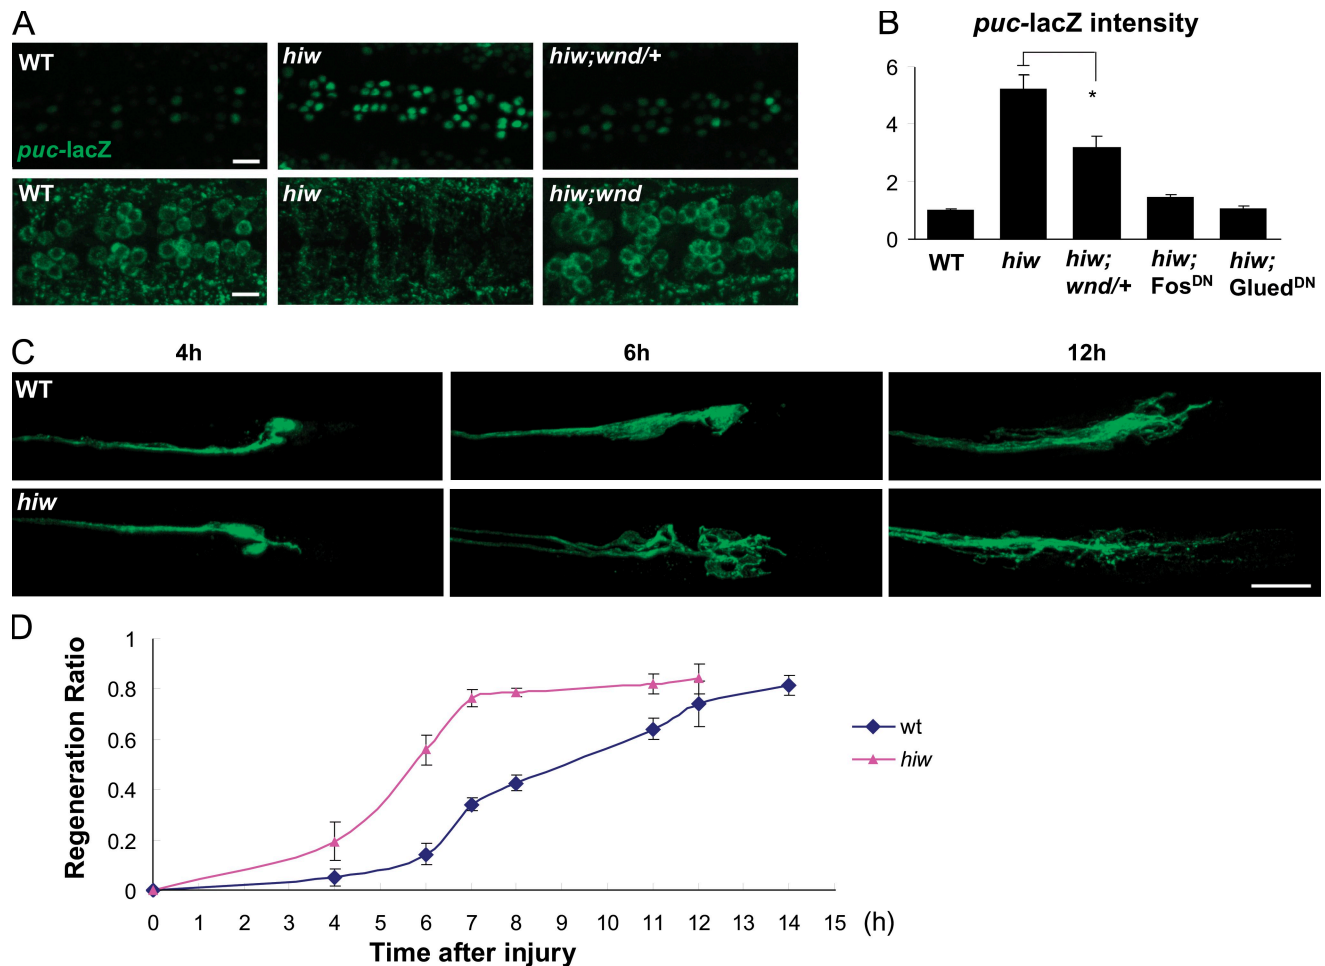 A
WT
hiw
hiw;wnd/+
puc-lacZ
WT
hiw
hiw;wnd
B
puc-lacZ intensity
6
4
2
0
*
WT
hiw
hiw;
wnd/+
hiw;
FosDN
hiw;
GluedDN
C
4h
6h
12h
WT
hiw
D
Regeneration Ratio
1
0.8
0.6
0.4
0.2
0
0 1 2 3 4 5 6 7 8 9 10 11 12 13 14 15 (h)
Time after injury
wt
hiw